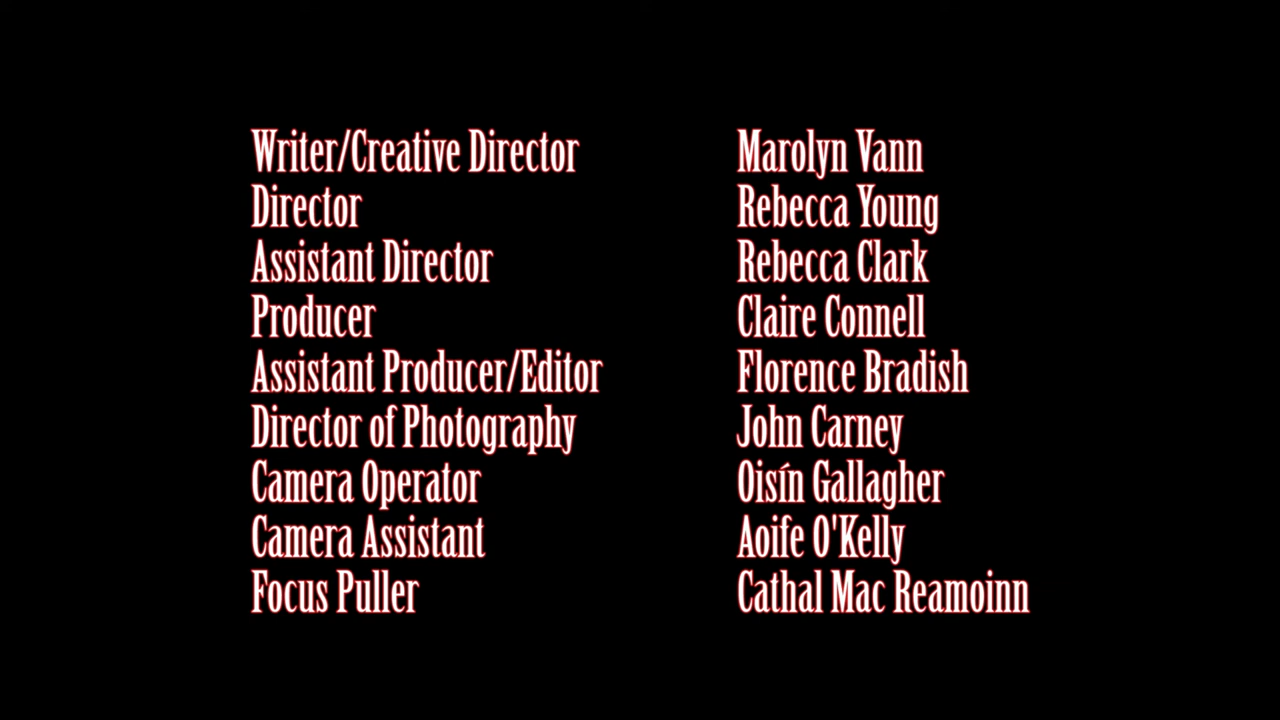 Writer/Creative Director Marolyn Vann
Director Rebecca Young
Assistant Director Rebecca Clark
Producer Claire Connell
Assistant Producer/Editor Florence Bradish
Director of Photography John Carney
Camera Operator Oisín Gallagher
Camera Assistant Aoife O'Kelly
Focus Puller Cathal Mac Reamoinn